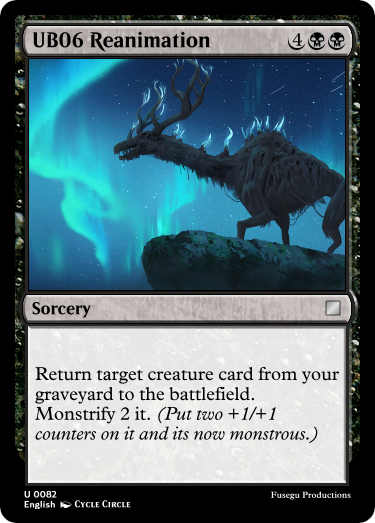 UB06 Reanimation 4
Sorcery
Return target creature card from your
graveyard to the battlefield.
Monstrify 2 it. (Put two +1/+1
counters on it and its now monstrous.)
U 0082
Fusegu Productions
English CYCLE CIRCLE